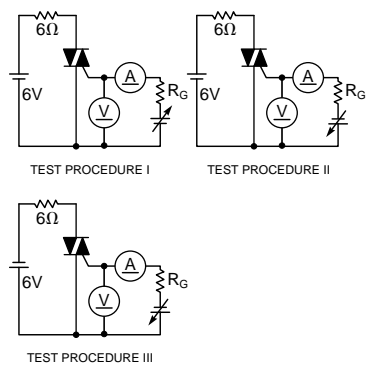 6Ω
6V
A
V
RG
TEST PROCEDURE I
6Ω
6V
A
V
RG
TEST PROCEDURE II
6Ω
6V
A
V
RG
TEST PROCEDURE III